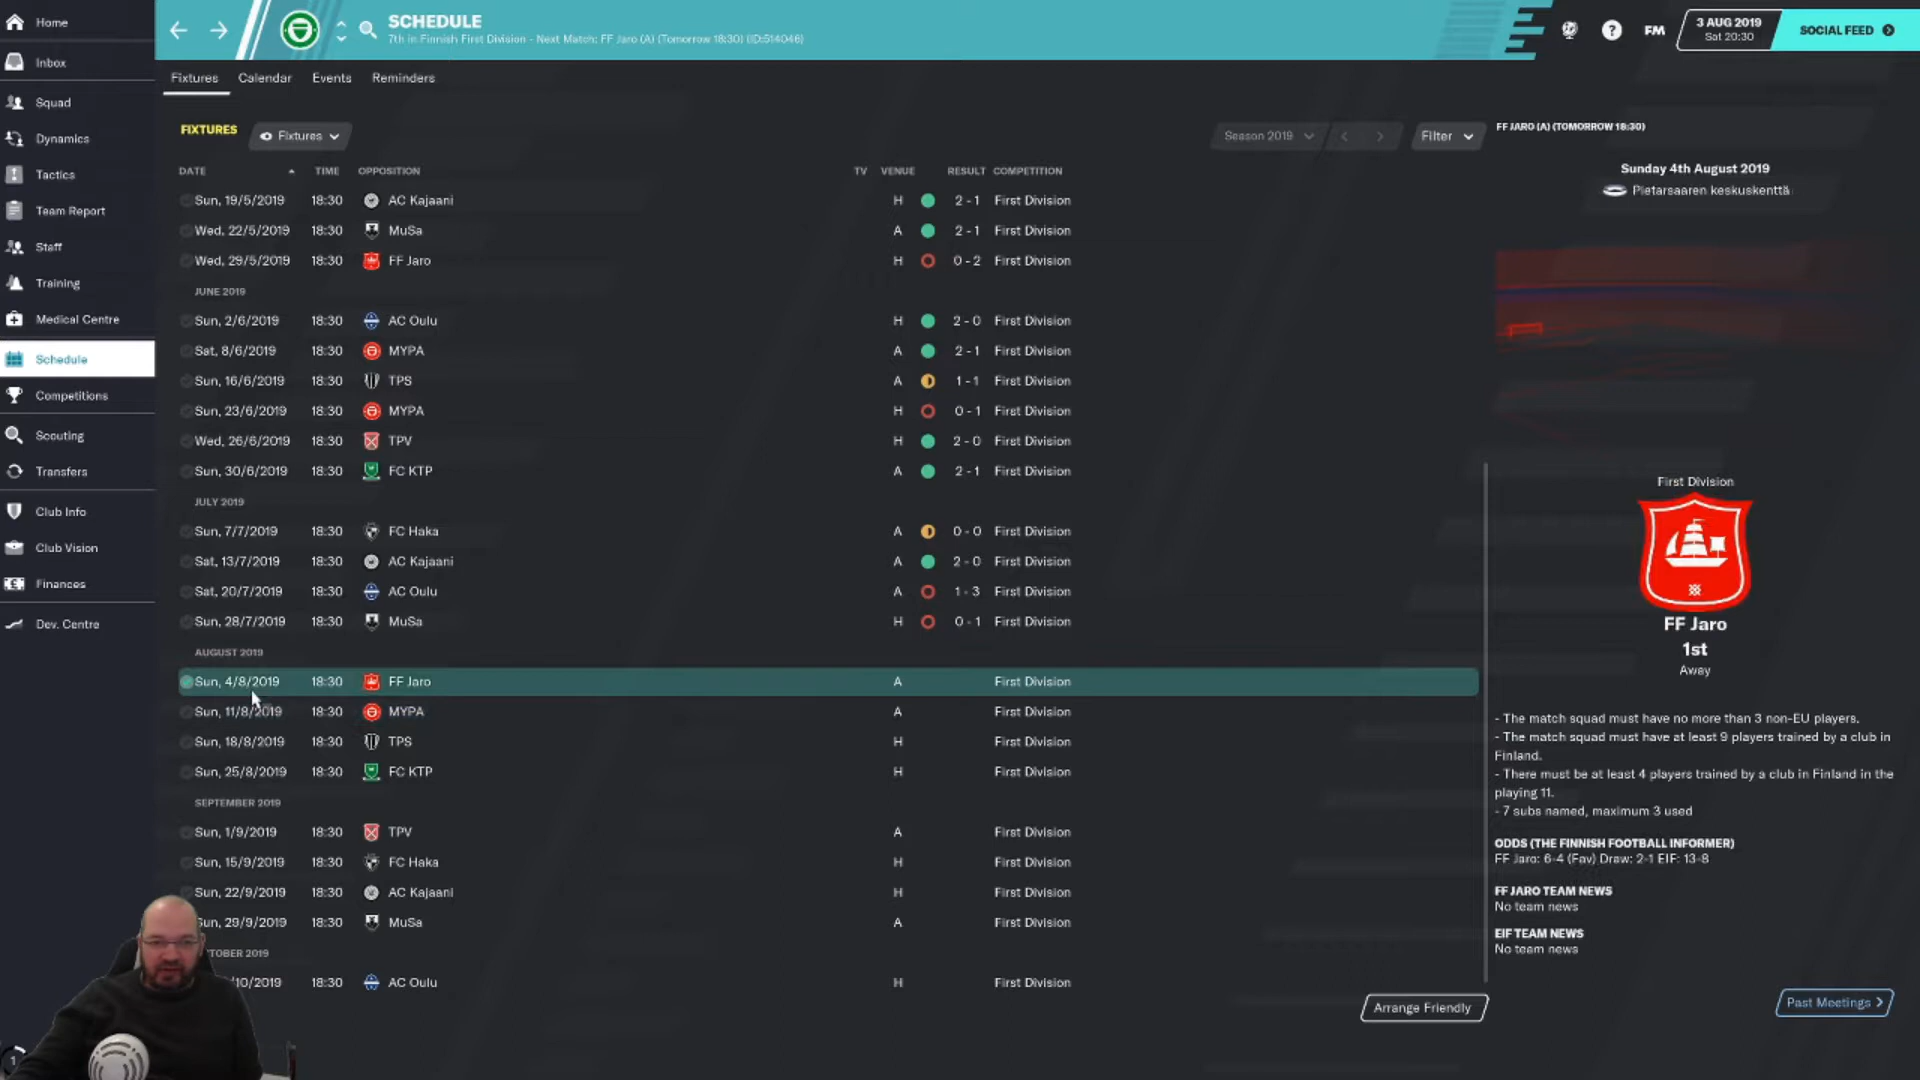 Home
Inbox
Squad
Dynamics
Tactics
Team Report
Staff
Training
Medical Centre
Schedule
Competitions
Scouting
Transfers
Club Info
Club Vision
Finances
Dev. Centre
1
SCHEDULE
7th in Finnish First Division - Next Match: FF Jaro (A) (Tomorrow 18:30) (ID:514046)
FM
3 AUG 2019
Sat 20:30
SOCIAL FEED
Fixtures Calendar Events Reminders
FIXTURES Fixtures
Season 2019 Filter
DATE TIME OPPOSITION TV VENUE RESULT COMPETITION
Sun, 19/5/2019 18:30 AC Kajaani H 2 - 1 First Division
Wed, 22/5/2019 18:30 MuSa A 2 - 1 First Division
Wed, 29/5/2019 18:30 FF Jaro H 0 - 2 First Division
JUNE 2019
Sun, 2/6/2019 18:30 AC Oulu H 2 - 0 First Division
Sat, 8/6/2019 18:30 MYPA A 2 - 1 First Division
Sun, 16/6/2019 18:30 TPS A 1 - 1 First Division
Sun, 23/6/2019 18:30 MYPA H 0 - 1 First Division
Wed, 26/6/2019 18:30 TPV H 2 - 0 First Division
Sun, 30/6/2019 18:30 FC KTP A 2 - 1 First Division
JULY 2019
Sun, 7/7/2019 18:30 FC Haka A 0 - 0 First Division
Sat, 13/7/2019 18:30 AC Kajaani A 2 - 0 First Division
Sat, 20/7/2019 18:30 AC Oulu A 1 - 3 First Division
Sun, 28/7/2019 18:30 MuSa H 0 - 1 First Division
AUGUST 2019
Sun, 4/8/2019 18:30 FF Jaro A First Division
Sun, 11/8/2019 18:30 MYPA A First Division
Sun, 18/8/2019 18:30 TPS H First Division
Sun, 25/8/2019 18:30 FC KTP H First Division
SEPTEMBER 2019
Sun, 1/9/2019 18:30 TPV A First Division
Sun, 15/9/2019 18:30 FC Haka H First Division
Sun, 22/9/2019 18:30 AC Kajaani H First Division
Sun, 29/9/2019 18:30 MuSa A First Division
TOBER 2019
/10/2019 18:30 AC Oulu H First Division
Arrange Friendly
FF JARO (A) (TOMORROW 18:30)
Sunday 4th August 2019
Pietarsaaren keskuskenttä
First Division
FF Jaro
1st
Away
- The match squad must have no more than 3 non-EU players.
- The match squad must have at least 9 players trained by a club in
Finland.
- There must be at least 4 players trained by a club in Finland in the
playing 11.
- 7 subs named, maximum 3 used
ODDS (THE FINNISH FOOTBALL INFORMER)
FF Jaro: 6-4 (Fav) Draw: 2-1 EIF: 13-8
FF JARO TEAM NEWS
No team news
EIF TEAM NEWS
No team news
Past Meetings